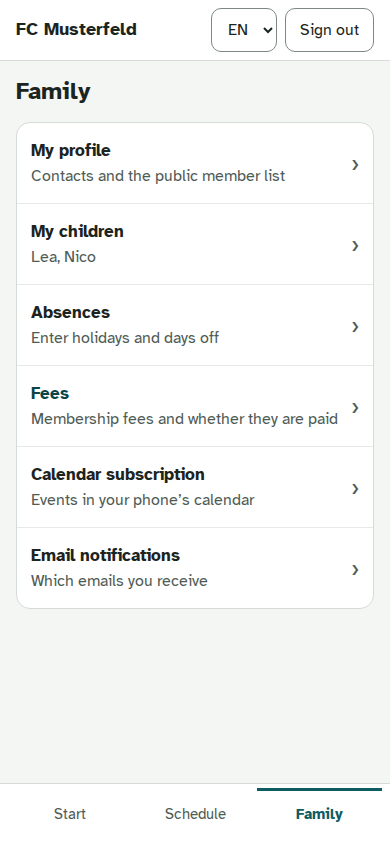 FC Musterfeld
EN
Sign out
Family
My profile
Contacts and the public member list
My children
Lea, Nico
Absences
Enter holidays and days off
Fees
Membership fees and whether they are paid
Calendar subscription
Events in your phone’s calendar
Email notifications
Which emails you receive
Start
Schedule
Family